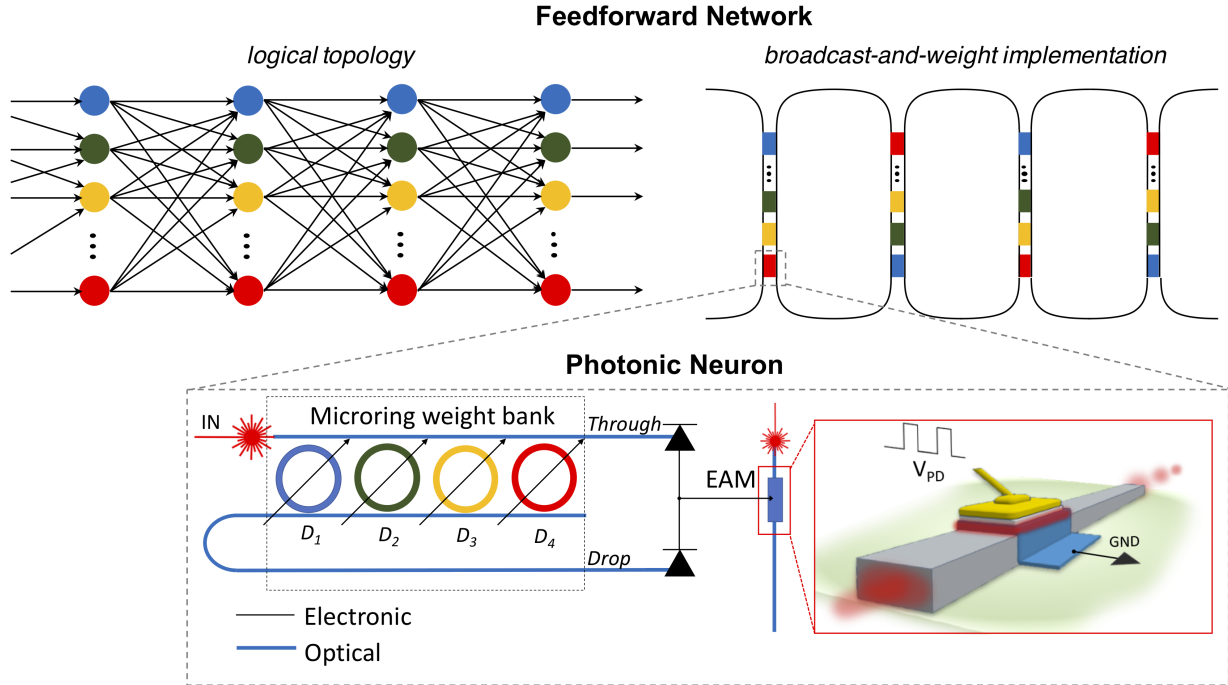 Feedforward Network
logical topology
broadcast-and-weight implementation
Photonic Neuron
IN
Microring weight bank
Through
D1
D2
D3
D4
Drop
EAM
VPD
GND
Electronic
Optical